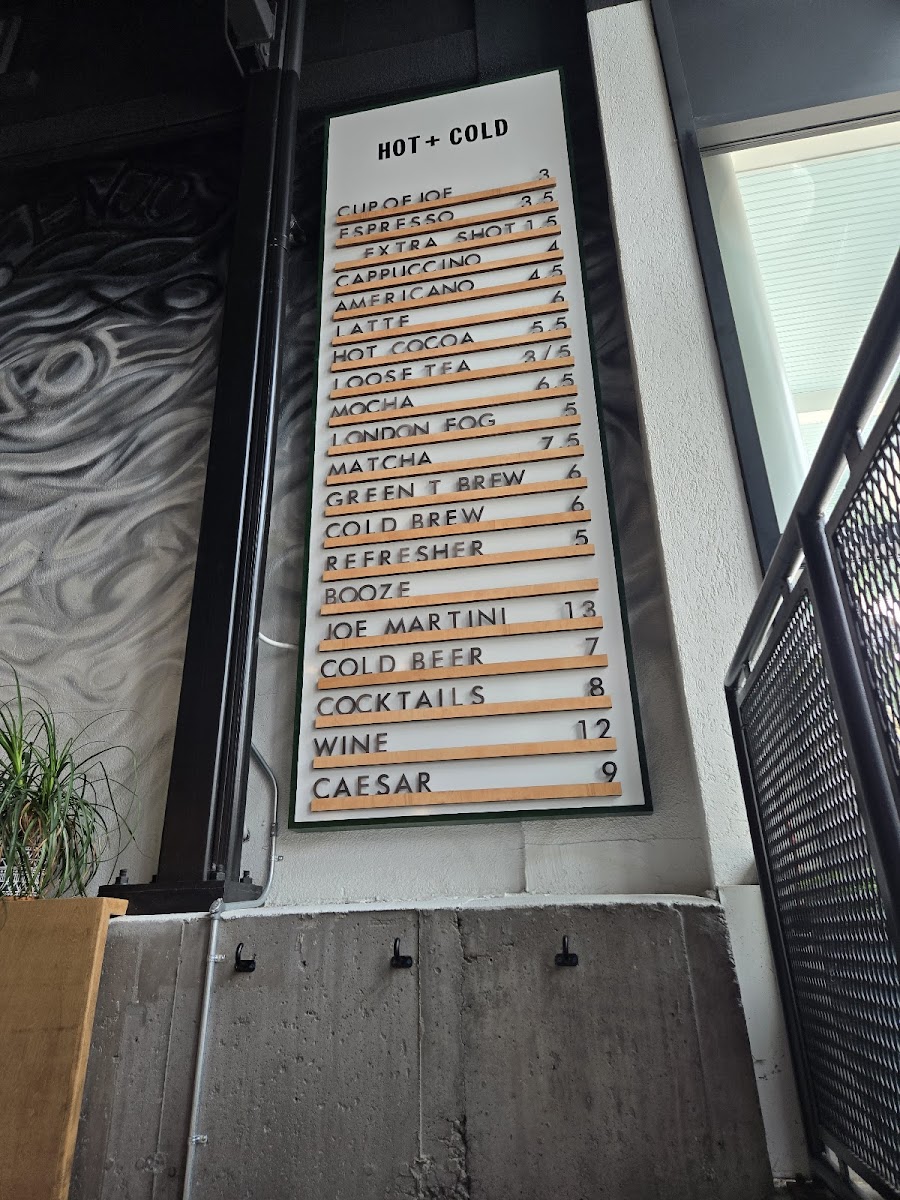 HOT + COLD
CUP OF JOE 3
ESPRESSO 3.5
EXTRA SHOT 1.5
CAPPUCCINO 4
AMERICANO 4.5
LATTE 6
HOT COCOA 5.5
LOOSE TEA 3/5
MOCHA 6.5
LONDON FOG 5
MATCHA 7.5
GREEN T BREW 6
COLD BREW 6
REFRESHER 5
BOOZE
JOE MARTINI 13
COLD BEER 7
COCKTAILS 8
WINE 12
CAESAR 9